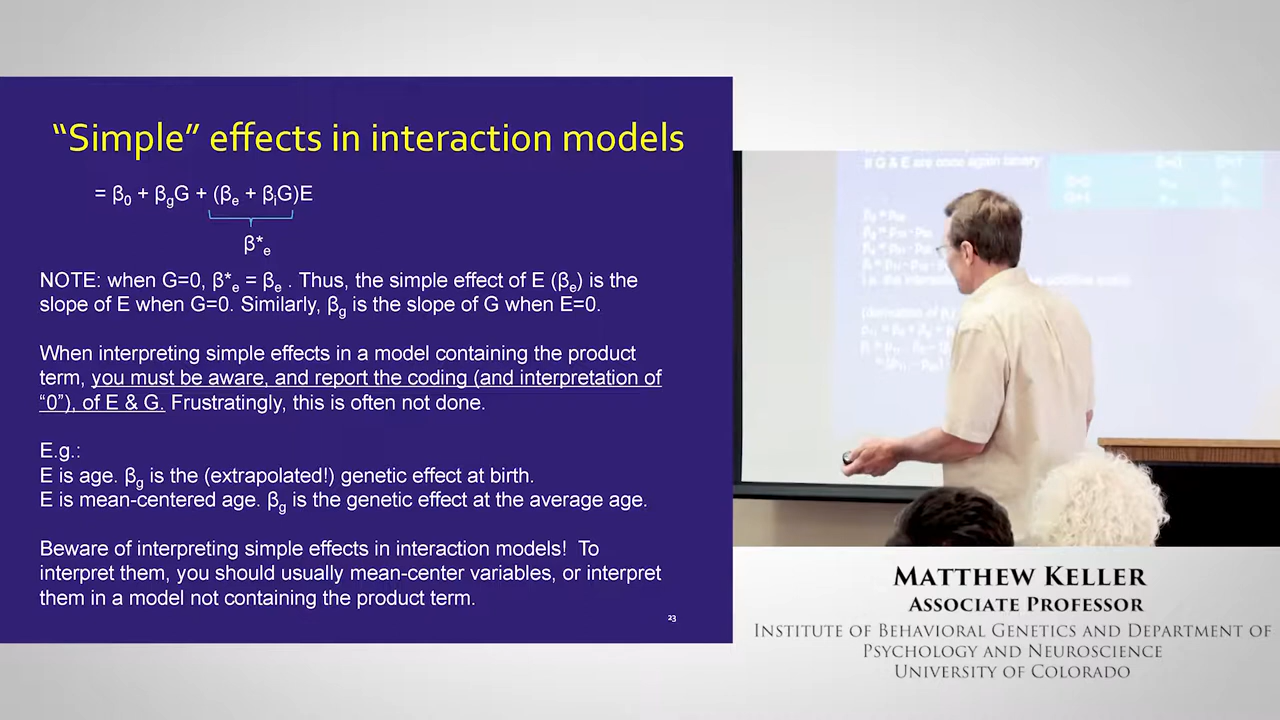 “Simple” effects in interaction models
= β₀ + βgG + (βe + βiG)E
β*e
NOTE: when G=0, β*e = βe . Thus, the simple effect of E (βe) is the
slope of E when G=0. Similarly, βg is the slope of G when E=0.
When interpreting simple effects in a model containing the product
term, you must be aware, and report the coding (and interpretation of
“0”), of E & G. Frustratingly, this is often not done.
E.g.:
E is age. βg is the (extrapolated!) genetic effect at birth.
E is mean-centered age. βg is the genetic effect at the average age.
Beware of interpreting simple effects in interaction models! To
interpret them, you should usually mean-center variables, or interpret
them in a model not containing the product term.
23
If G & E are once again binary
MATTHEW KELLER
ASSOCIATE PROFESSOR
INSTITUTE OF BEHAVIORAL GENETICS AND DEPARTMENT OF
PSYCHOLOGY AND NEUROSCIENCE
UNIVERSITY OF COLORADO